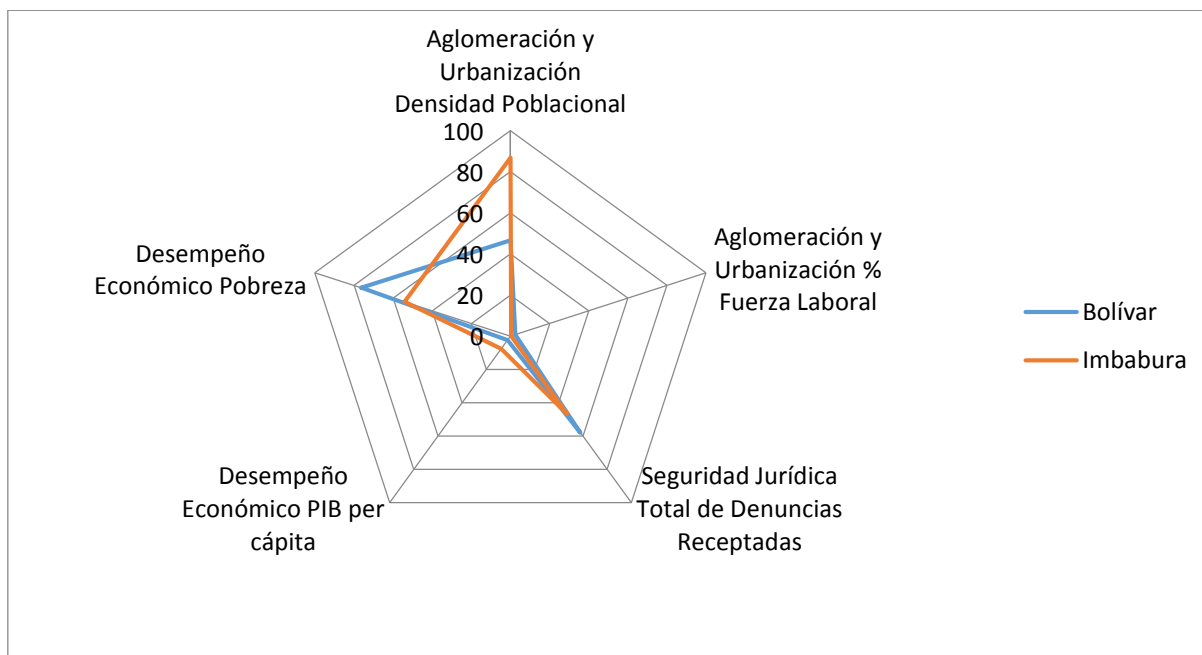 Aglomeración y
Urbanización
Densidad Poblacional
100
80
60
40
20
0
Aglomeración y
Urbanización %
Fuerza Laboral
Seguridad Jurídica
Total de Denuncias
Receptadas
Desempeño
Económico PIB per
cápita
Desempeño
Económico Pobreza
Bolívar
Imbabura